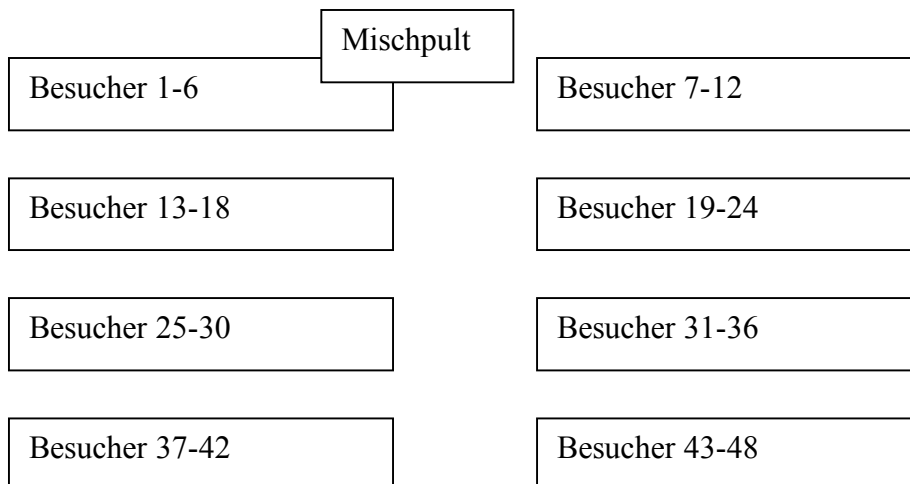 Mischpult
Besucher 1-6
Besucher 7-12
Besucher 13-18
Besucher 19-24
Besucher 25-30
Besucher 31-36
Besucher 37-42
Besucher 43-48